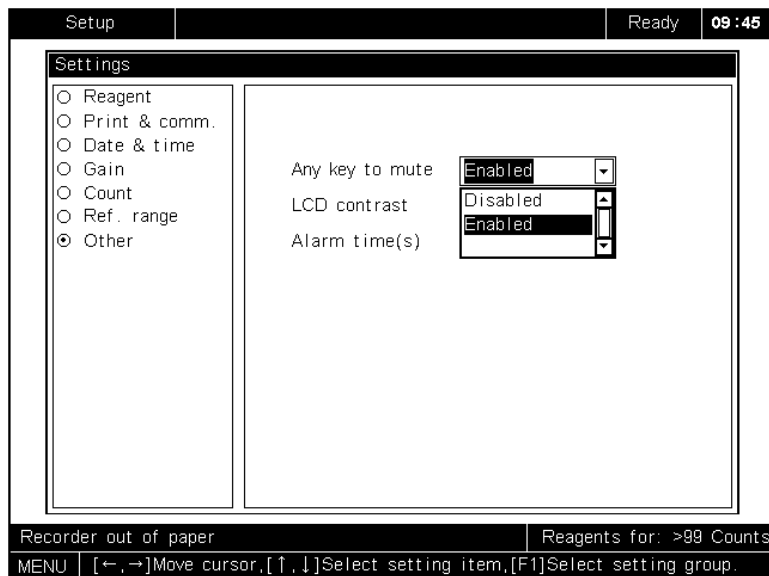 Setup Ready 09:45
Settings
Reagent
Print & comm.
Date & time
Gain
Count
Ref. range
Other
Any key to mute Enabled
LCD contrast Disabled
Enabled
Alarm time(s)
Recorder out of paper Reagents for: >99 Counts
MENU [←,→]Move cursor,[↑,↓]Select setting item,[F1]Select setting group.